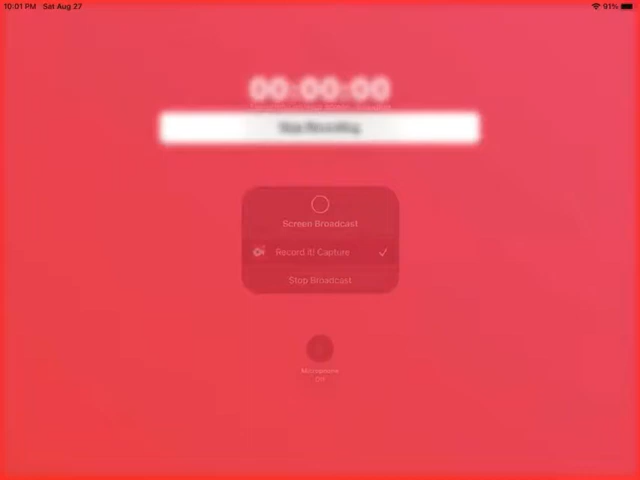 10:01 PM Sat Aug 27
91%
00:00:00
Stop Recording
Screen Broadcast
Record it! Capture
Stop Broadcast
Microphone
Off